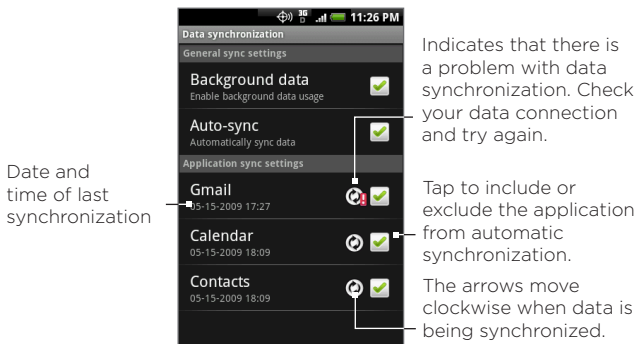 3G
D
11:26 PM
Data synchronization
General sync settings
Background data
Enable background data usage
Auto-sync
Automatically sync data
Application sync settings
Gmail
05-15-2009 17:27
Calendar
05-15-2009 18:09
Contacts
05-15-2009 18:09
Date and
time of last
synchronization
Indicates that there is
a problem with data
synchronization. Check
your data connection
and try again.
Tap to include or
exclude the application
from automatic
synchronization.
The arrows move
clockwise when data is
being synchronized.